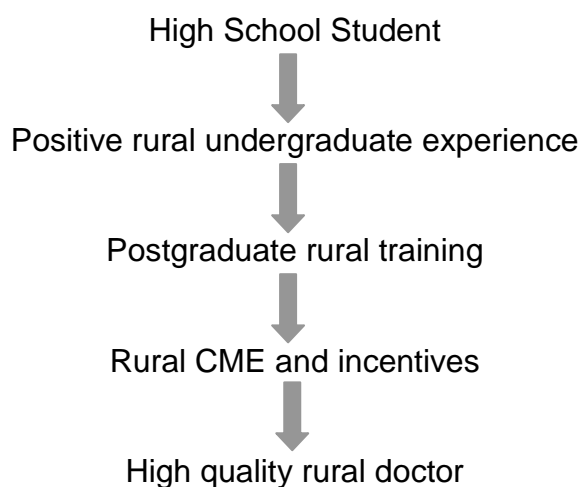 High School Student
Positive rural undergraduate experience
Postgraduate rural training
Rural CME and incentives
High quality rural doctor